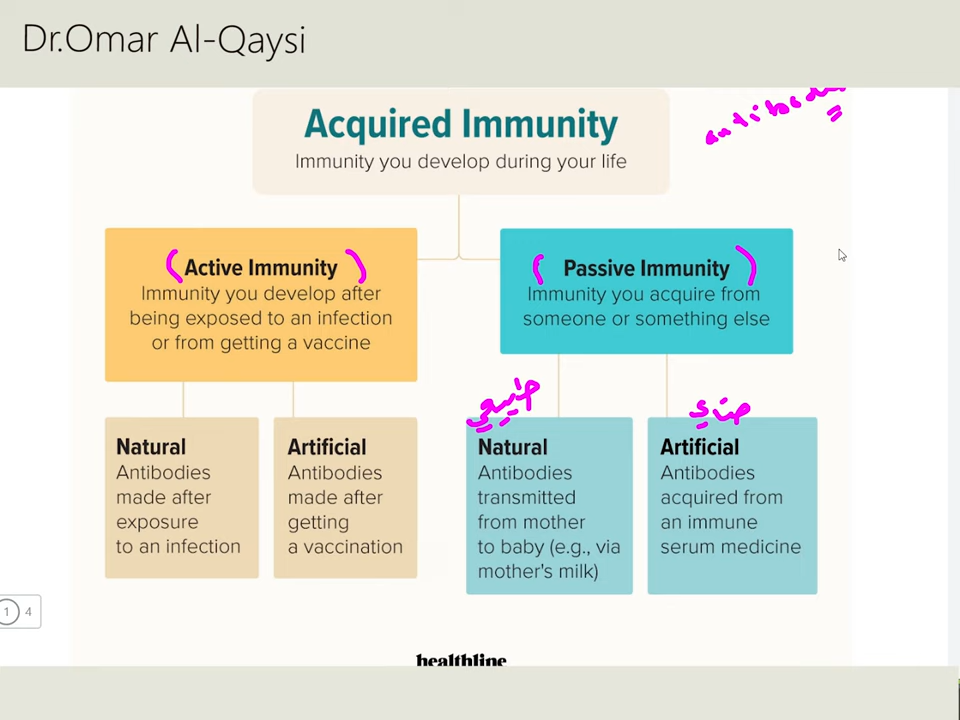 Dr.Omar Al-Qaysi
Acquired Immunity
Immunity you develop during your life
Active Immunity
Immunity you develop after
being exposed to an infection
or from getting a vaccine
Passive Immunity
Immunity you acquire from
someone or something else
Natural
Antibodies
made after
exposure
to an infection
Artificial
Antibodies
made after
getting
a vaccination
طبيعي
Natural
Antibodies
transmitted
from mother
to baby (e.g., via
mother's milk)
Artificial
Antibodies
acquired from
an immune
serum medicine
1 4
healthline